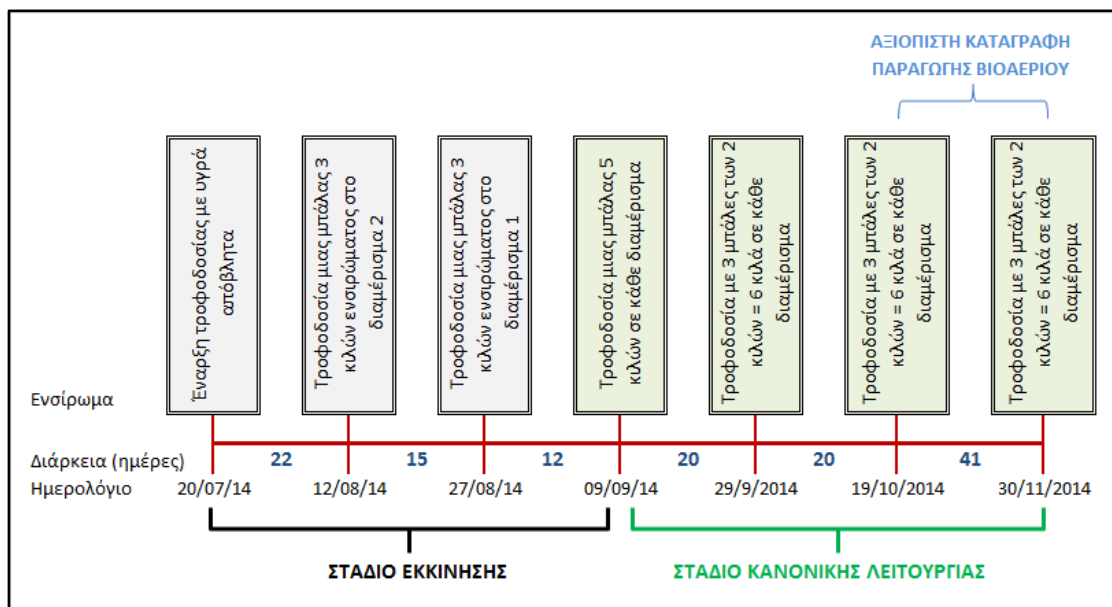 ΑΞΙΟΠΙΣΤΗ ΚΑΤΑΓΡΑΦΗ
ΠΑΡΑΓΩΓΗΣ ΒΙΟΑΕΡΙΟΥ
Έναρξη τροφοδοσίας με υγρά
απόβλητα
Τροφοδοσία μιας μπάλας 3
κιλών ενσιρώματος στο
διαμέρισμα 2
Τροφοδοσία μιας μπάλας 3
κιλών ενσιρώματος στο
διαμέρισμα 1
Τροφοδοσία μιας μπάλας 5
κιλών σε κάθε διαμέρισμα
Τροφοδοσία με 3 μπάλες των 2
κιλών = 6 κιλά σε κάθε
διαμέρισμα
Τροφοδοσία με 3 μπάλες των 2
κιλών = 6 κιλά σε κάθε
διαμέρισμα
Τροφοδοσία με 3 μπάλες των 2
κιλών = 6 κιλά σε κάθε
διαμέρισμα
Ενσίρωμα
Διάρκεια (ημέρες) 22 15 12 20 20 41
Ημερολόγιο 20/07/14 12/08/14 27/08/14 09/09/14 29/9/2014 19/10/2014 30/11/2014
ΣΤΑΔΙΟ ΕΚΚΙΝΗΣΗΣ ΣΤΑΔΙΟ ΚΑΝΟΝΙΚΗΣ ΛΕΙΤΟΥΡΓΙΑΣ